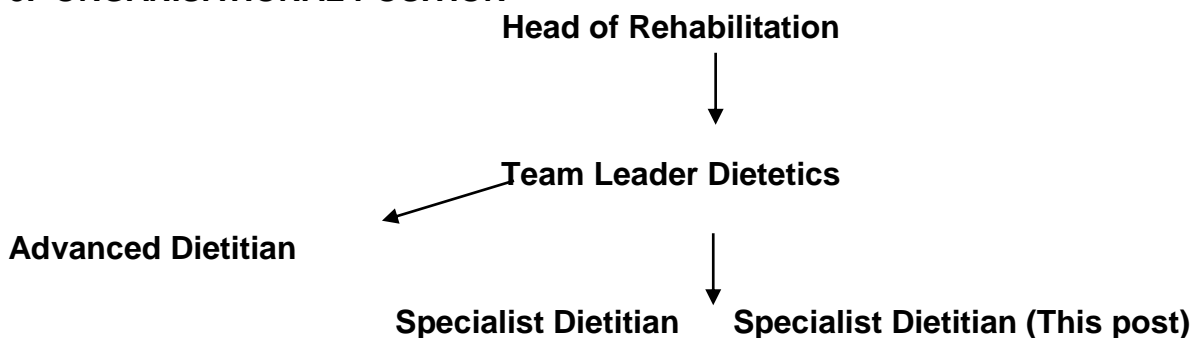 Head of Rehabilitation
Team Leader Dietetics
Advanced Dietitian
Specialist Dietitian Specialist Dietitian (This post)